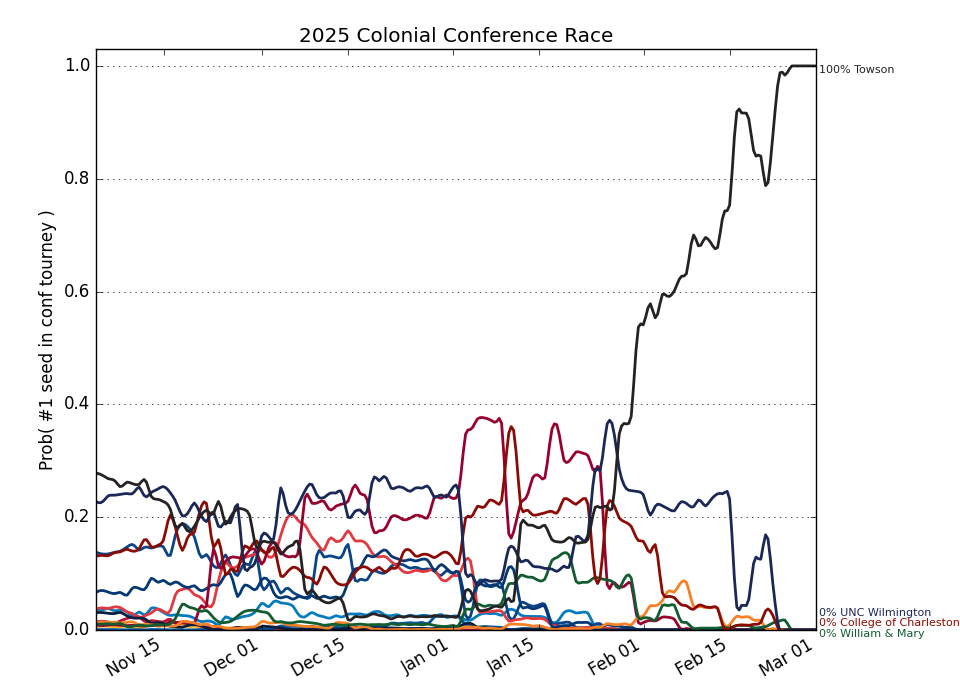 2025 Colonial Conference Race
Prob( #1 seed in conf tourney )
1.0
0.8
0.6
0.4
0.2
0.0
100% Towson
0% UNC Wilmington
0% College of Charleston
0% William & Mary
Nov 15
Dec 01
Dec 15
Jan 01
Jan 15
Feb 01
Feb 15
Mar 01